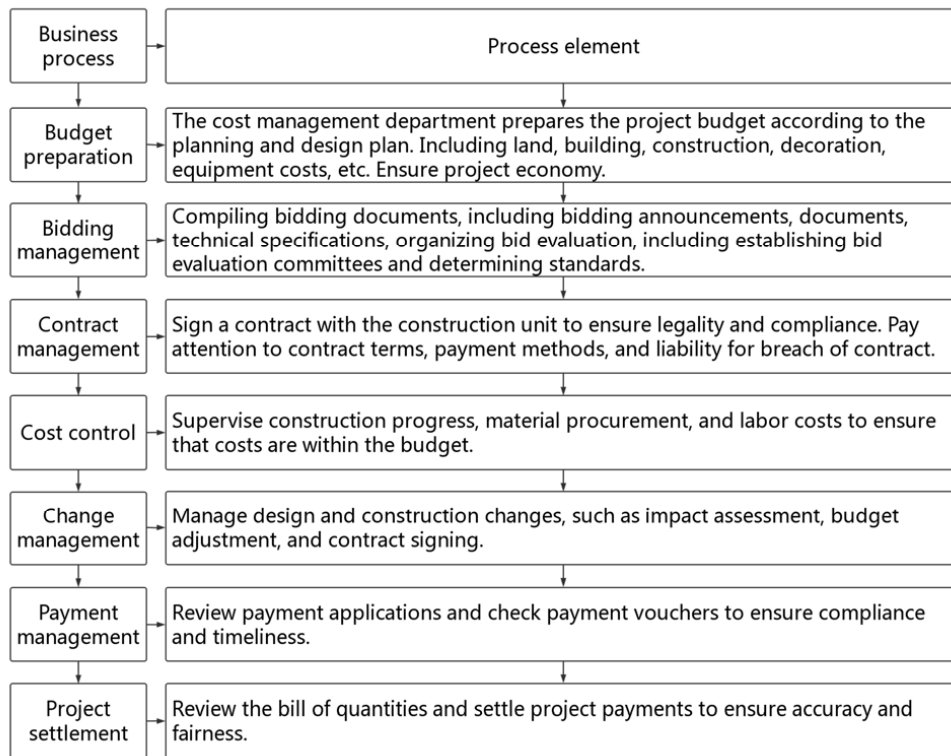 Business
process
Process element
Budget
preparation
The cost management department prepares the project budget according to the
planning and design plan. Including land, building, construction, decoration,
equipment costs, etc. Ensure project economy.
Bidding
management
Compiling bidding documents, including bidding announcements, documents,
technical specifications, organizing bid evaluation, including establishing bid
evaluation committees and determining standards.
Contract
management
Sign a contract with the construction unit to ensure legality and compliance. Pay
attention to contract terms, payment methods, and liability for breach of contract.
Cost control
Supervise construction progress, material procurement, and labor costs to ensure
that costs are within the budget.
Change
management
Manage design and construction changes, such as impact assessment, budget
adjustment, and contract signing.
Payment
management
Review payment applications and check payment vouchers to ensure compliance
and timeliness.
Project
settlement
Review the bill of quantities and settle project payments to ensure accuracy and
fairness.